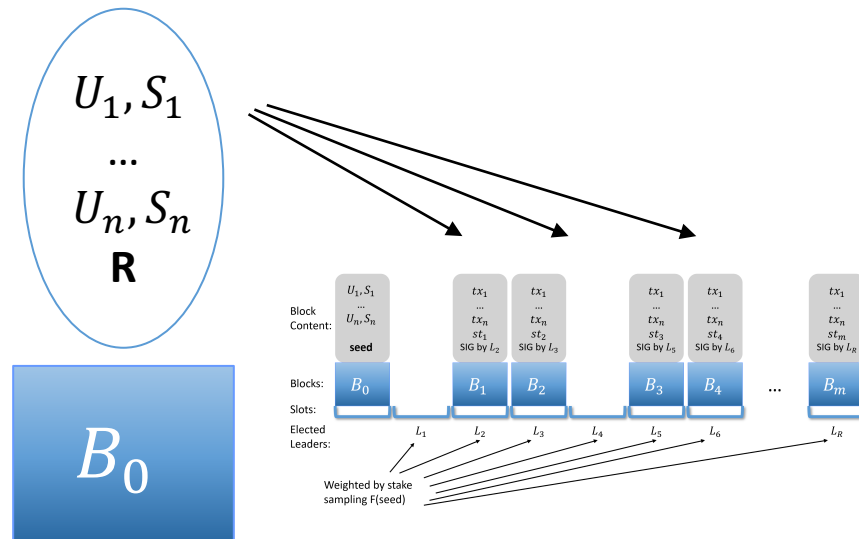 U₁, S₁
...
Uₙ, Sₙ
R
B₀
Block Content:
U₁, S₁
...
Uₙ, Sₙ
seed
tx₁
...
txₙ
st₁
SIG by L₂
tx₁
...
txₙ
st₂
SIG by L₃
tx₁
...
txₙ
st₃
SIG by L₅
tx₁
...
txₙ
st₄
SIG by L₆
tx₁
...
txₙ
stₘ
SIG by L_R
Blocks: B₀ B₁ B₂ B₃ B₄ ... Bₘ
Slots:
Elected Leaders: L₁ L₂ L₃ L₄ L₅ L₆ L_R
Weighted by stake
sampling F(seed)